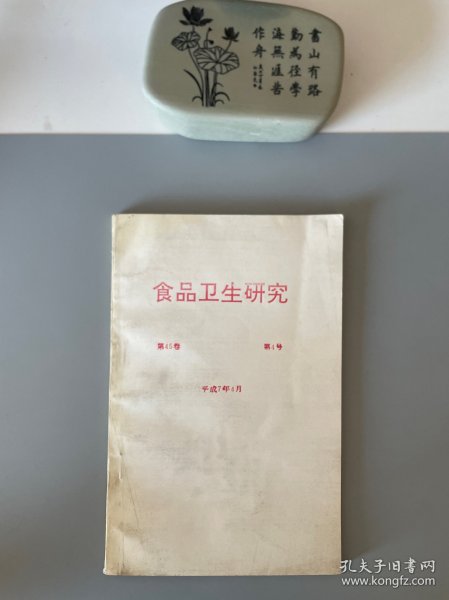 書山有路
勤為徑學
海無涯苦
作舟
食品卫生研究
第45卷 第4号
平成7年4月
孔夫子旧书网
www.kongfz.com